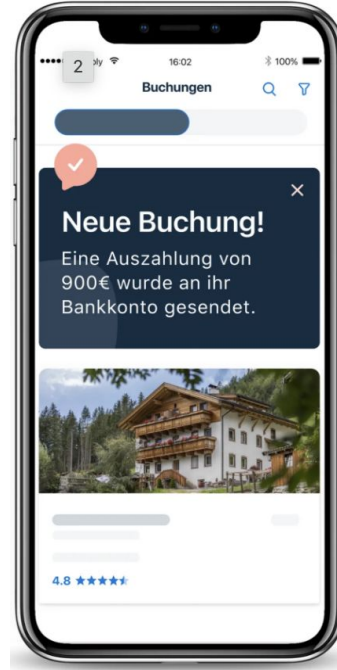 2
16:02
100%
Buchungen
Neue Buchung!
Eine Auszahlung von
900€ wurde an ihr
Bankkonto gesendet.
4.8